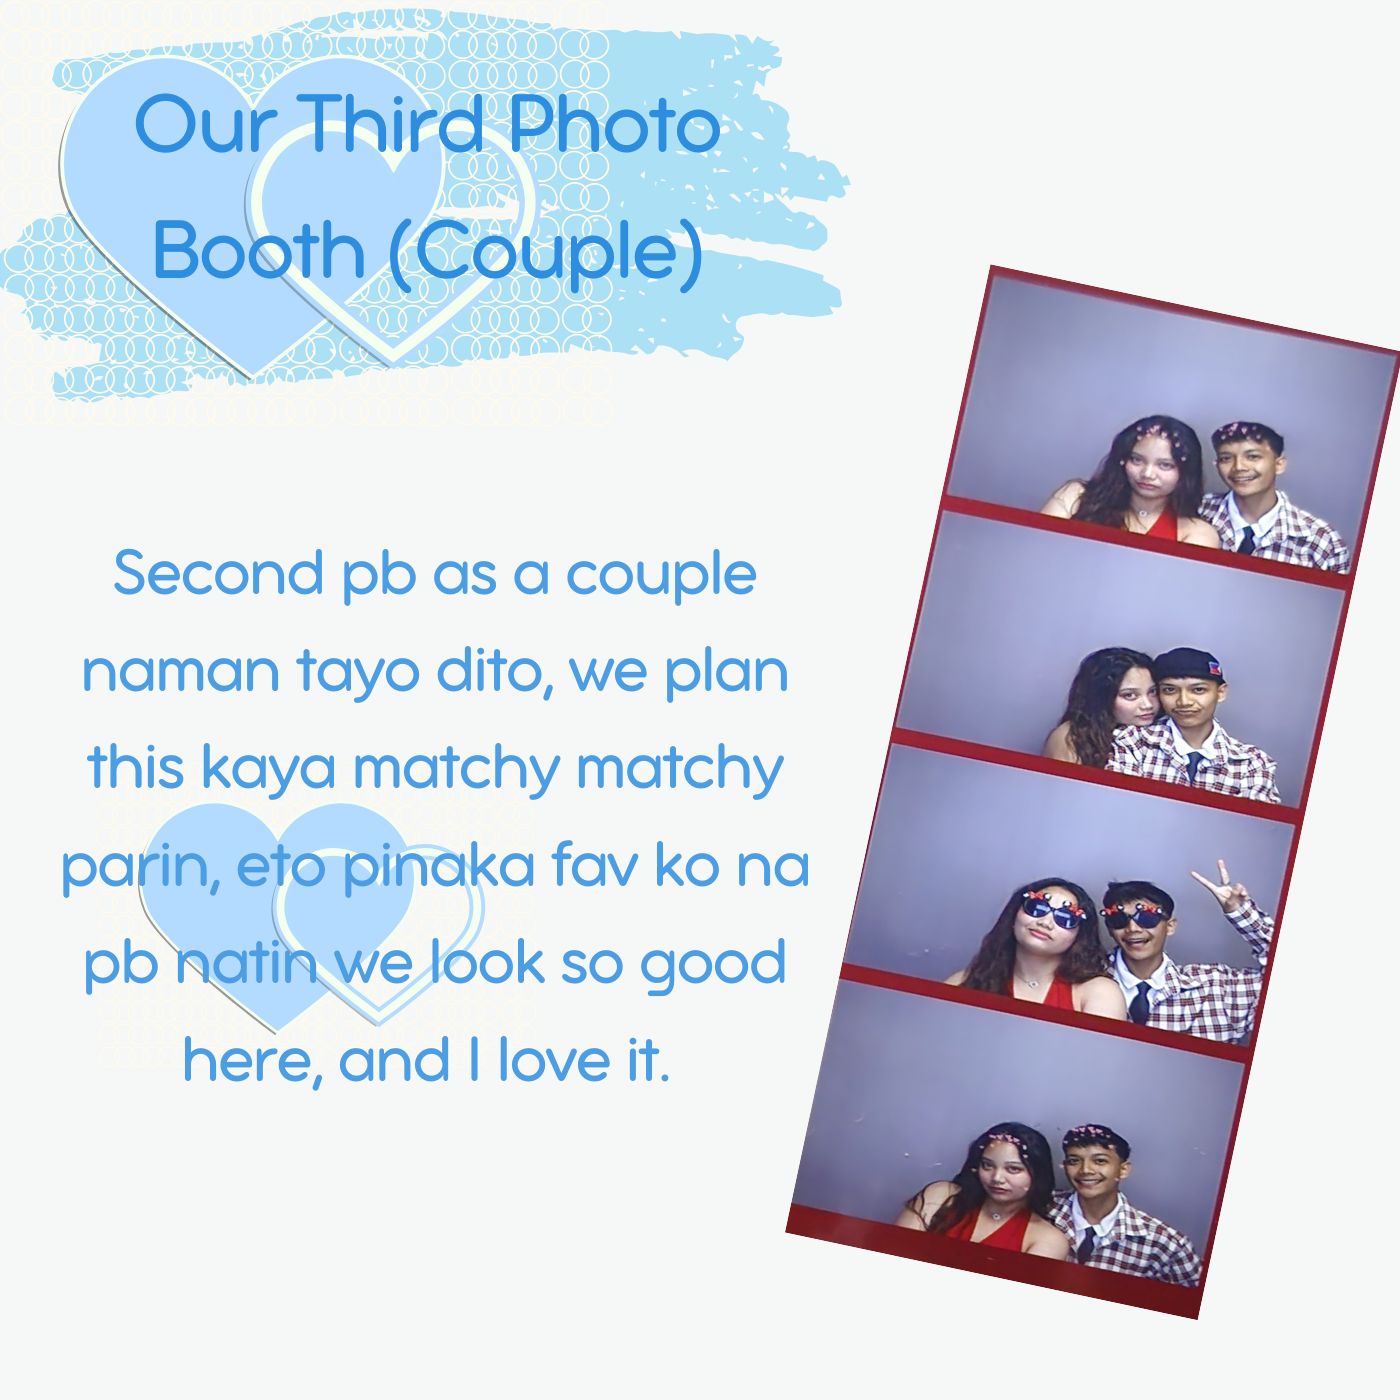 Our Third Photo
Booth (Couple)
Second pb as a couple
naman tayo dito, we plan
this kaya matchy matchy
parin, eto pinaka fav ko na
pb natin we look so good
here, and I love it.